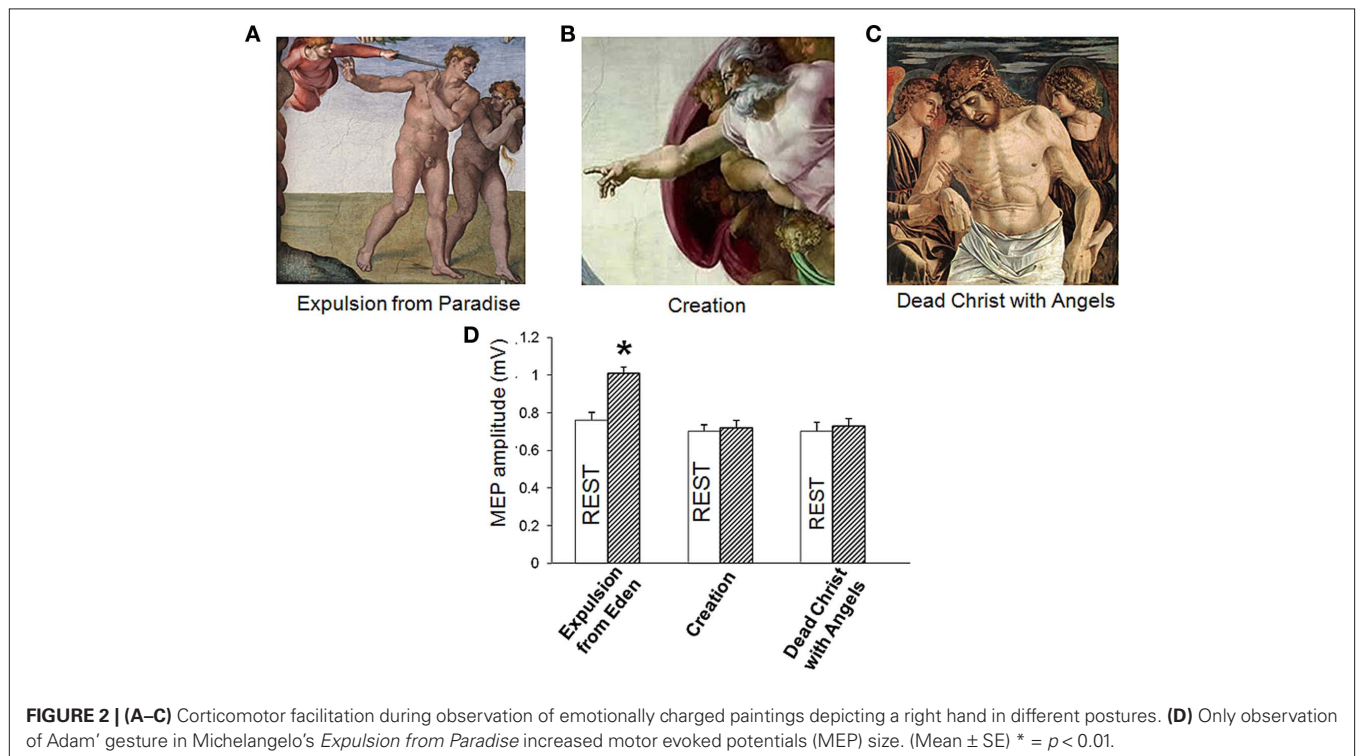 A
B
C
Expulsion from Paradise
Creation
Dead Christ with Angels
D
MEP amplitude (mV)
1.2
1
0.8
0.6
0.4
0.2
0
*
REST
REST
REST
Expulsion
from Eden
Creation
Dead Christ
with Angels
FIGURE 2 | (A–C) Corticomotor facilitation during observation of emotionally charged paintings depicting a right hand in different postures. (D) Only observation
of Adam' gesture in Michelangelo's Expulsion from Paradise increased motor evoked potentials (MEP) size. (Mean ± SE) * = p < 0.01.